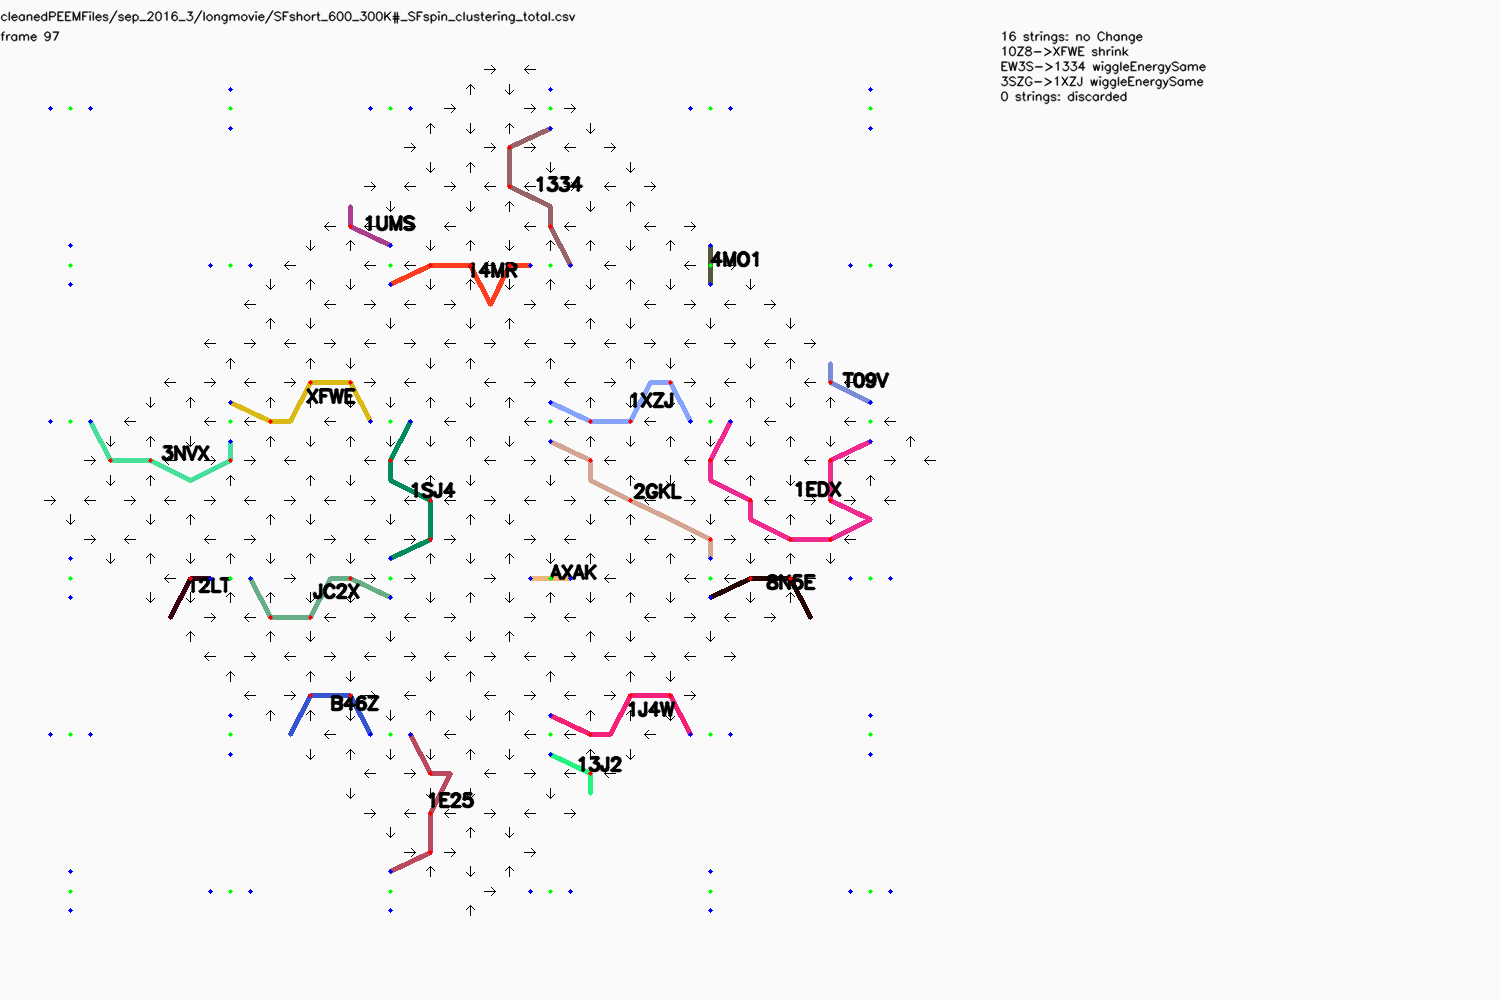 cleanedPEEMFiles/sep_2016_3/longmovie/SFshort_600_300K#_SFspin_clustering_total.csv
frame 97
16 strings: no Change
10Z8->XFWE shrink
EW3S->1334 wiggleEnergySame
3SZG->1XZJ wiggleEnergySame
0 strings: discarded
1334
1UMS
4MO1
14MR
T09V
XFWE
1XZJ
3NVX
1SJ4
2GKL
1EDX
AXAK
T2LT
JC2X
8N5E
B46Z
1J4W
13J2
1E25